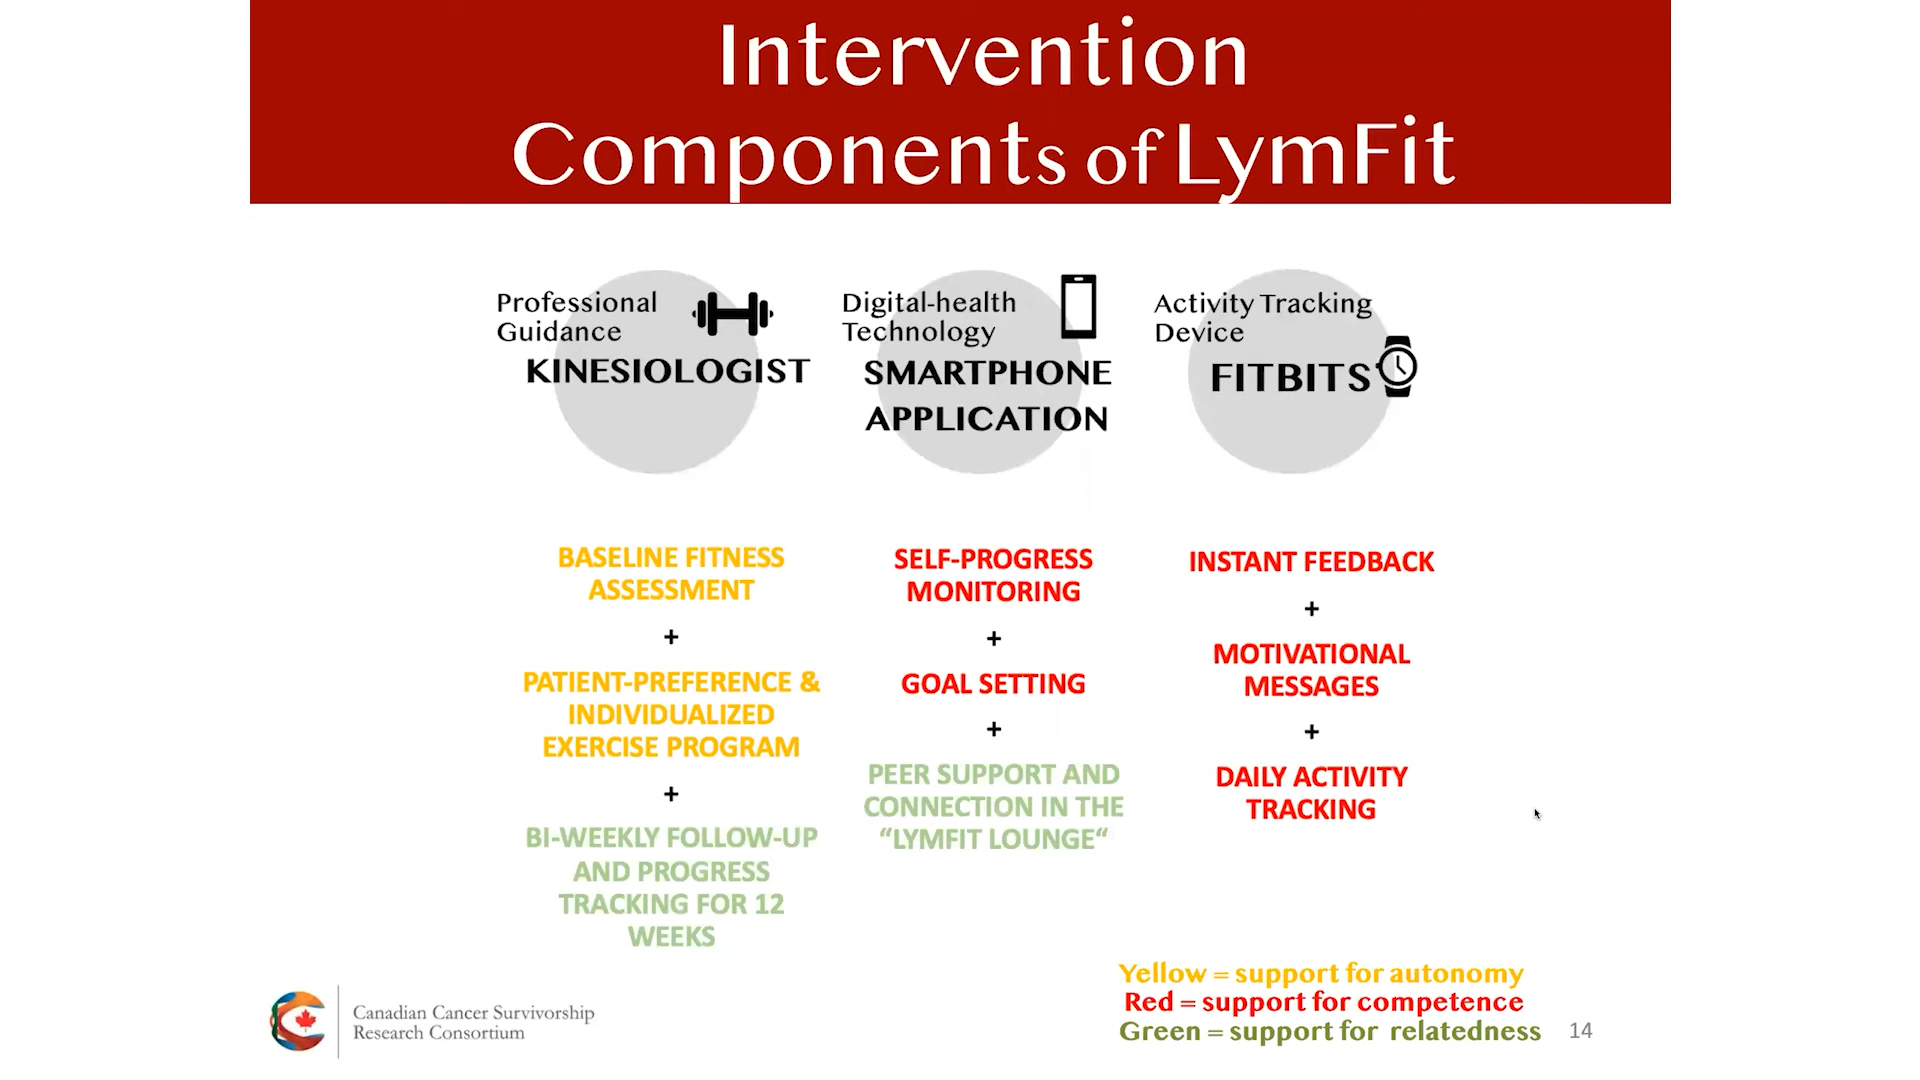 Intervention
Components of LymFit
Professional
Guidance
KINESIOLOGIST
Digital-health
Technology
SMARTPHONE
APPLICATION
Activity Tracking
Device
FITBITS
BASELINE FITNESS
ASSESSMENT
+
PATIENT-PREFERENCE &
INDIVIDUALIZED
EXERCISE PROGRAM
+
BI-WEEKLY FOLLOW-UP
AND PROGRESS
TRACKING FOR 12
WEEKS
SELF-PROGRESS
MONITORING
+
GOAL SETTING
+
PEER SUPPORT AND
CONNECTION IN THE
“LYMFIT LOUNGE“
INSTANT FEEDBACK
+
MOTIVATIONAL
MESSAGES
+
DAILY ACTIVITY
TRACKING
Yellow = support for autonomy
Red = support for competence
Green = support for relatedness
Canadian Cancer Survivorship
Research Consortium
14